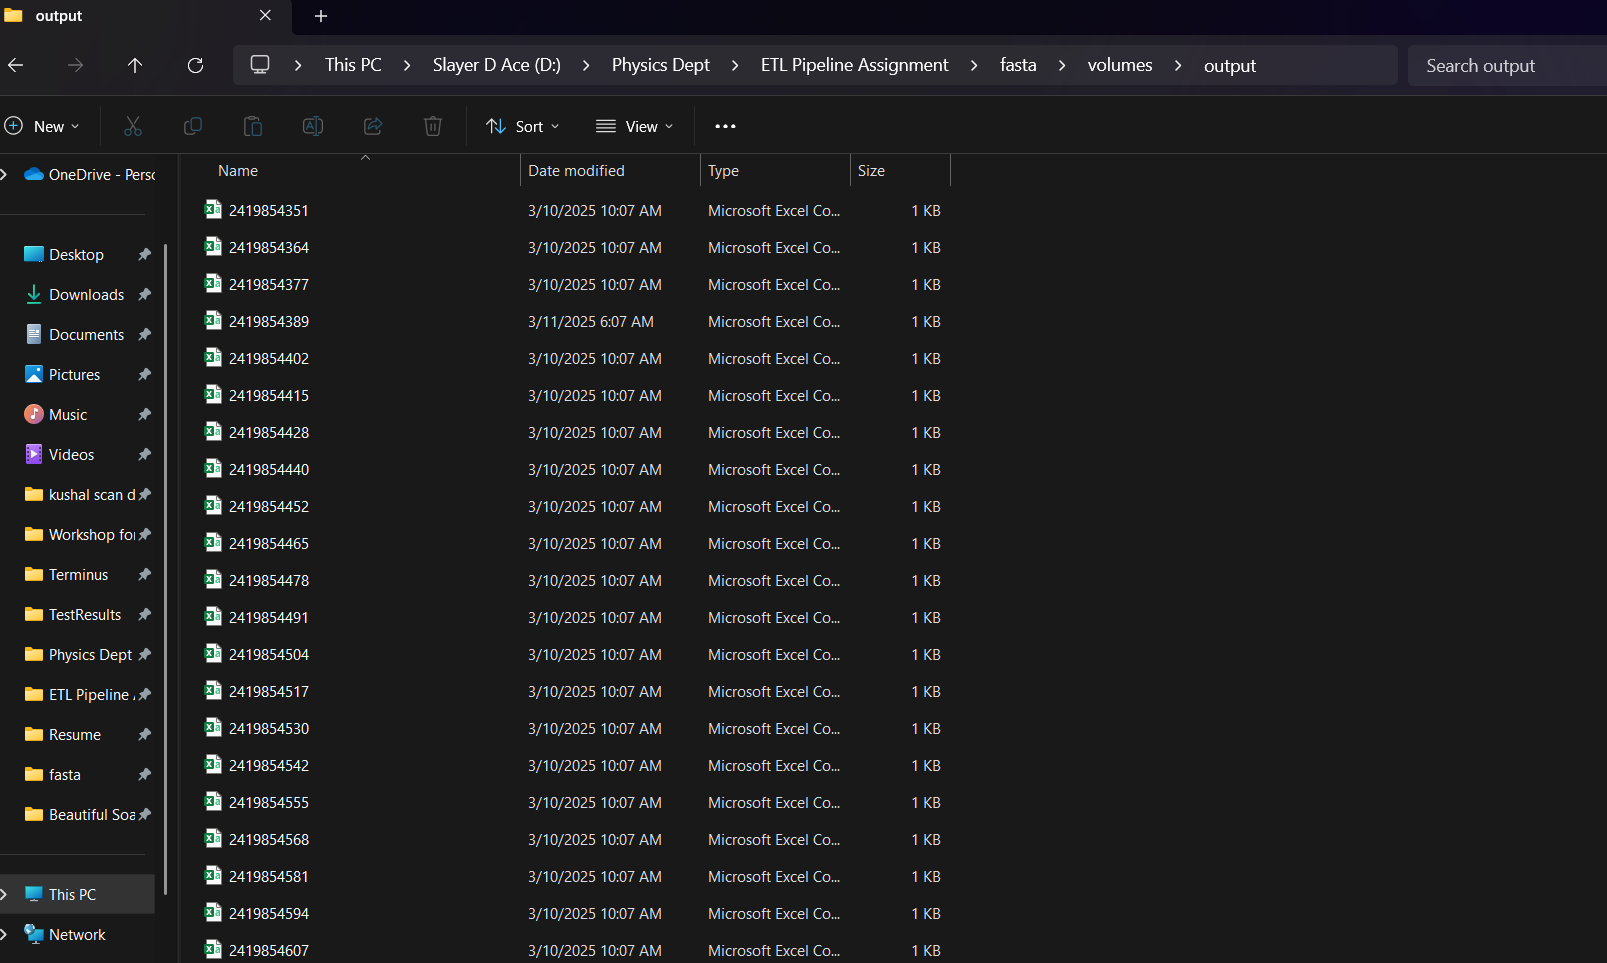 output
This PC > Slayer D Ace (D:) > Physics Dept > ETL Pipeline Assignment > fasta > volumes > output
Search output
New
Sort
View
OneDrive - Perso
Desktop
Downloads
Documents
Pictures
Music
Videos
kushal scan d
Workshop for
Terminus
TestResults
Physics Dept
ETL Pipeline A
Resume
fasta
Beautiful Soa
This PC
Network
Name Date modified Type Size
2419854351 3/10/2025 10:07 AM Microsoft Excel Co... 1 KB
2419854364 3/10/2025 10:07 AM Microsoft Excel Co... 1 KB
2419854377 3/10/2025 10:07 AM Microsoft Excel Co... 1 KB
2419854389 3/11/2025 6:07 AM Microsoft Excel Co... 1 KB
2419854402 3/10/2025 10:07 AM Microsoft Excel Co... 1 KB
2419854415 3/10/2025 10:07 AM Microsoft Excel Co... 1 KB
2419854428 3/10/2025 10:07 AM Microsoft Excel Co... 1 KB
2419854440 3/10/2025 10:07 AM Microsoft Excel Co... 1 KB
2419854452 3/10/2025 10:07 AM Microsoft Excel Co... 1 KB
2419854465 3/10/2025 10:07 AM Microsoft Excel Co... 1 KB
2419854478 3/10/2025 10:07 AM Microsoft Excel Co... 1 KB
2419854491 3/10/2025 10:07 AM Microsoft Excel Co... 1 KB
2419854504 3/10/2025 10:07 AM Microsoft Excel Co... 1 KB
2419854517 3/10/2025 10:07 AM Microsoft Excel Co... 1 KB
2419854530 3/10/2025 10:07 AM Microsoft Excel Co... 1 KB
2419854542 3/10/2025 10:07 AM Microsoft Excel Co... 1 KB
2419854555 3/10/2025 10:07 AM Microsoft Excel Co... 1 KB
2419854568 3/10/2025 10:07 AM Microsoft Excel Co... 1 KB
2419854581 3/10/2025 10:07 AM Microsoft Excel Co... 1 KB
2419854594 3/10/2025 10:07 AM Microsoft Excel Co... 1 KB
2419854607 3/10/2025 10:07 AM Microsoft Excel Co... 1 KB